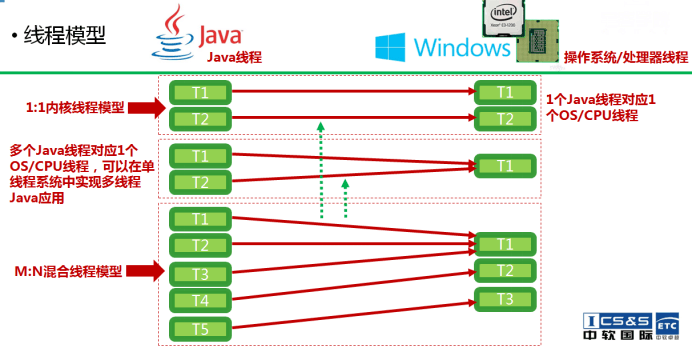 • 线程模型
Java
Java线程
Windows
intel
操作系统/处理器线程
1:1内核线程模型
T1
T2
T1
T2
1个Java线程对应1
个OS/CPU线程
多个Java线程对应1个
OS/CPU线程，可以在单
线程系统中实现多线程
Java应用
T1
T2
T1
M:N混合线程模型
T1
T2
T3
T4
T5
T1
T2
T3
ICS&S
中软国际
ETC